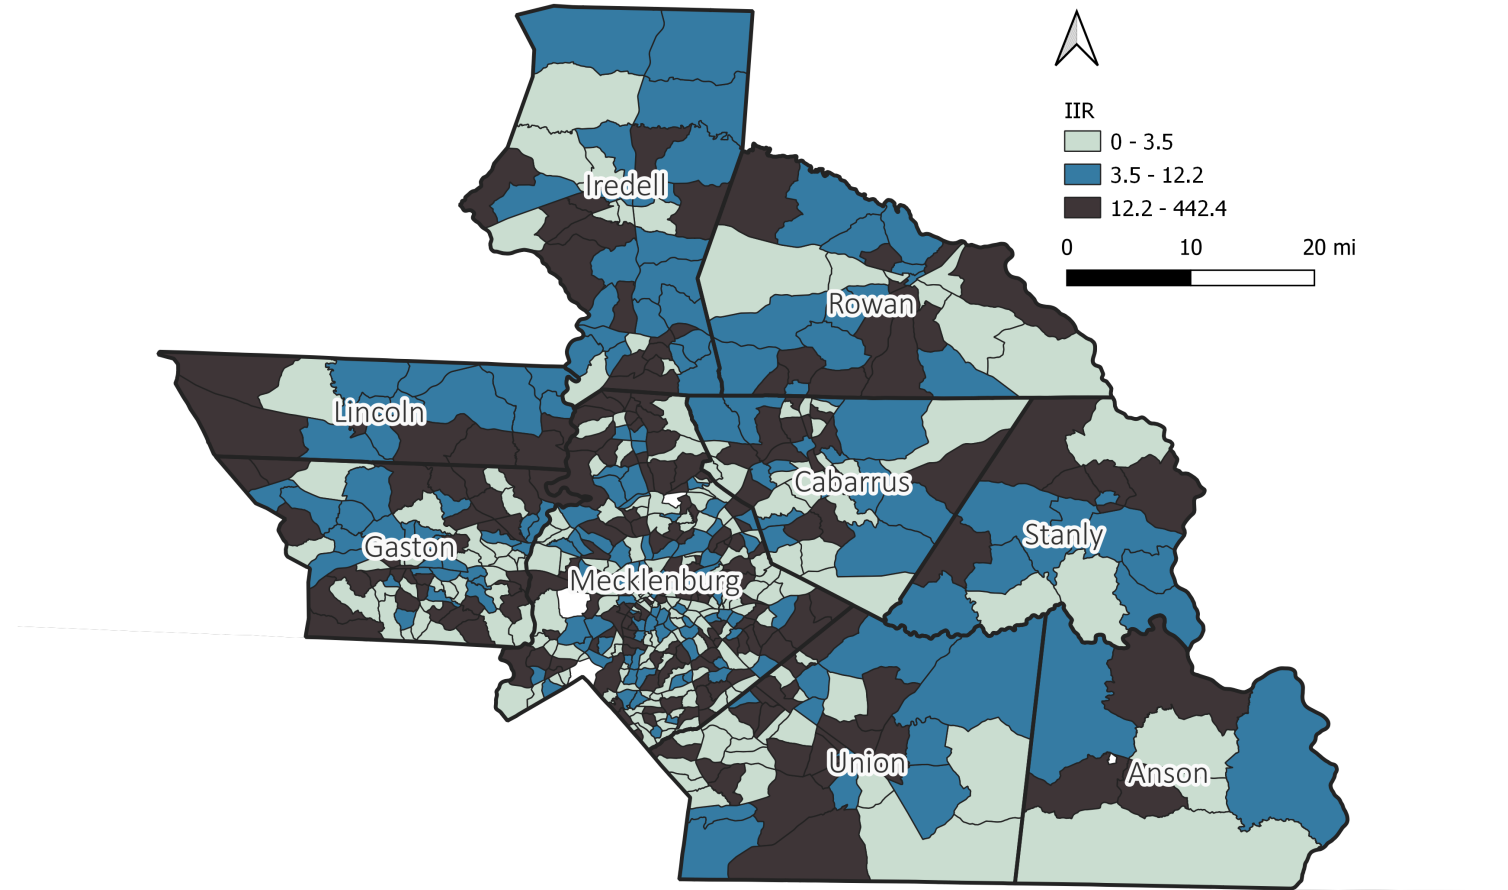 IIR
0 - 3.5
3.5 - 12.2
12.2 - 442.4
0 10 20 mi
Iredell
Rowan
Lincoln
Cabarrus
Stanly
Gaston
Mecklenburg
Union
Anson